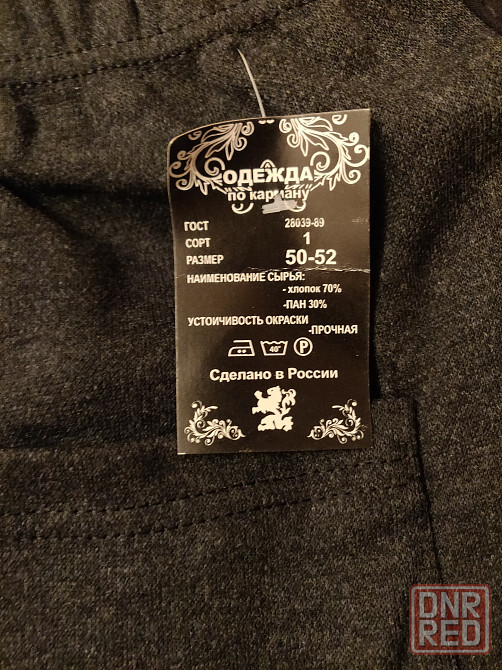 ОДЕЖДА
по карману
ГОСТ 28039-89
СОРТ 1
РАЗМЕР 50-52
НАИМЕНОВАНИЕ СЫРЬЯ:
- хлопок 70%
-ПАН 30%
УСТОИЧИВОСТЬ ОКРАСКИ
-ПРОЧНАЯ
40°
P
Сделано в России
DNR
RED